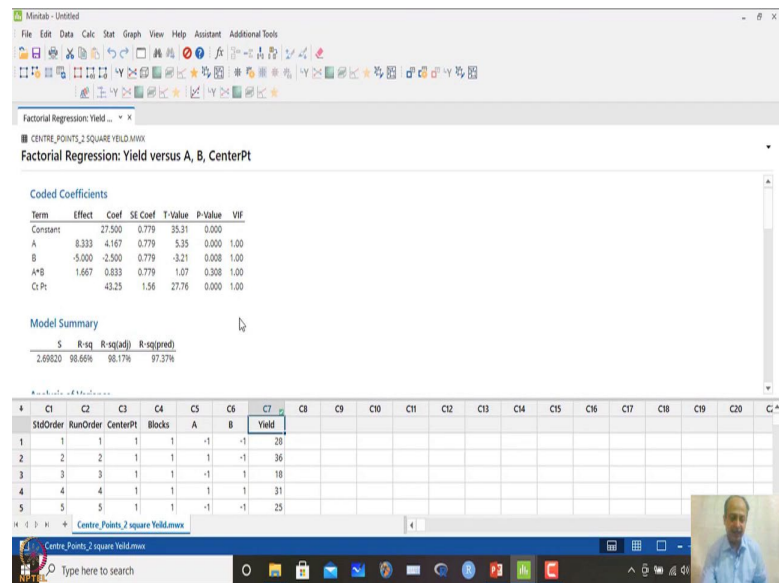 Minitab - Untitled
File Edit Data Calc Stat Graph View Help Assistant Additional Tools
Factorial Regression: Yield ...
CENTRE_POINTS_2 SQUARE YEILD.MWX
Factorial Regression: Yield versus A, B, CenterPt
Coded Coefficients
Term Effect Coef SE Coef T-Value P-Value VIF
Constant 27.500 0.779 35.31 0.000
A 8.333 4.167 0.779 5.35 0.000 1.00
B -5.000 -2.500 0.779 -3.21 0.008 1.00
A*B 1.667 0.833 0.779 1.07 0.308 1.00
Ct Pt 43.25 1.56 27.76 0.000 1.00
Model Summary
S R-sq R-sq(adj) R-sq(pred)
2.69820 98.66% 98.17% 97.37%
C1 C2 C3 C4 C5 C6 C7 C8 C9 C10 C11 C12 C13 C14 C15 C16 C17 C18 C19 C20
StdOrder RunOrder CenterPt Blocks A B Yield
1 1 1 1 1 -1 -1 28
2 2 2 1 1 1 -1 36
3 3 3 1 1 -1 1 18
4 4 4 1 1 1 1 31
5 5 5 1 1 -1 -1 25
Centre_Points_2 square Yeild.mwx
Centre_Points_2 square Yeild.mwx
Type here to search
NPTEL